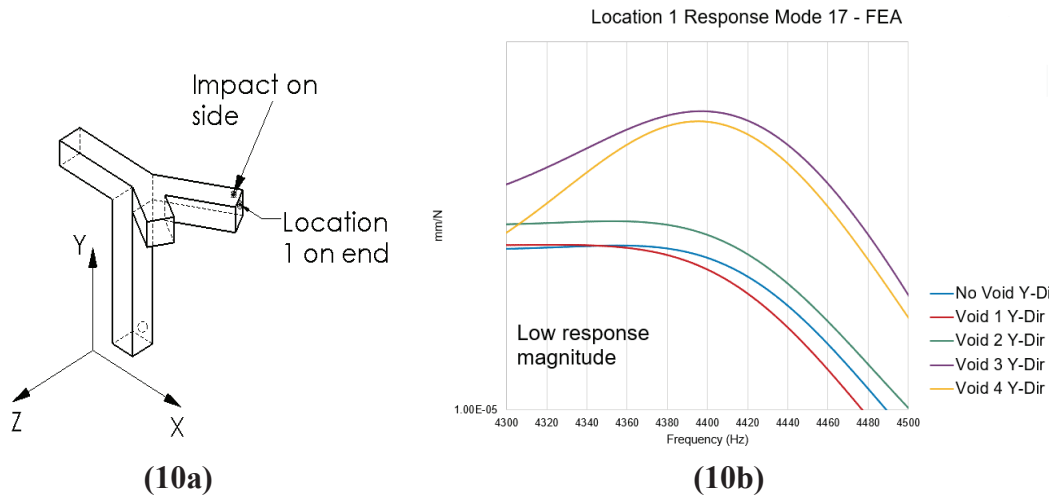 Impact on
side
Location
1 on end
Y
Z
X
(10a)
Location 1 Response Mode 17 - FEA
mm/N
Low response
magnitude
1.00E-05
4300 4320 4340 4360 4380 4400 4420 4440 4460 4480 4500
Frequency (Hz)
No Void Y-Di
Void 1 Y-Dir
Void 2 Y-Dir
Void 3 Y-Dir
Void 4 Y-Dir
(10b)